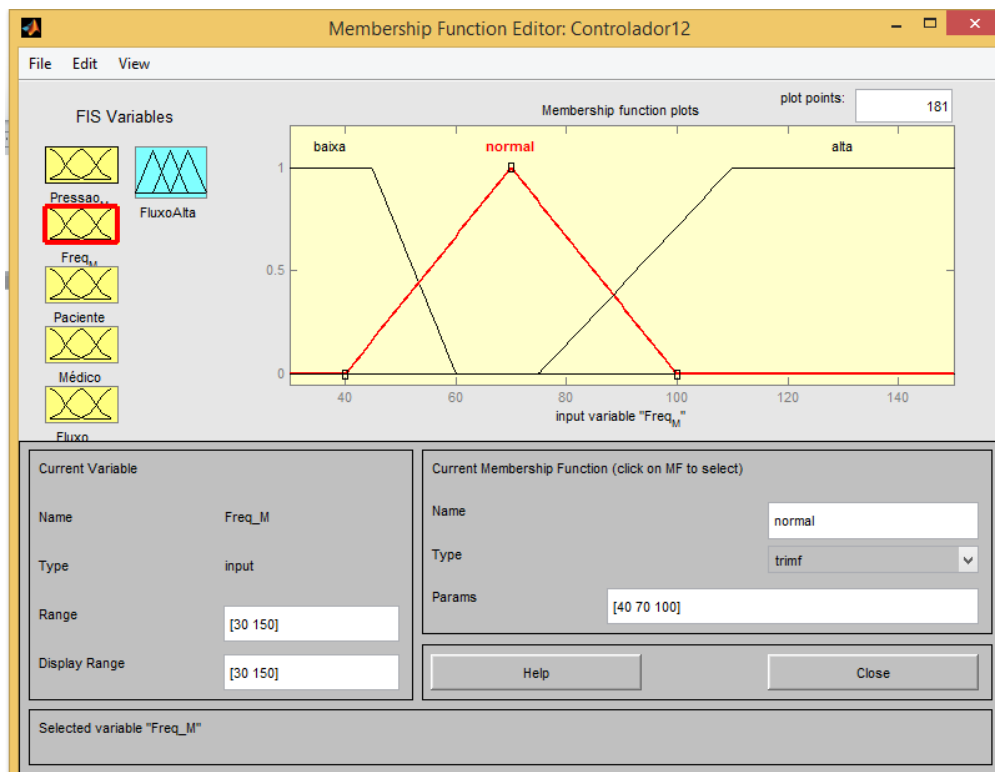 Membership Function Editor: Controlador12
File Edit View
FIS Variables
Membership function plots
plot points:
181
baixa
normal
alta
1
0.5
0
40
60
80
100
120
140
input variable "Freq_M"
Pressao
FluxoAlta
Freq_M
Paciente
Médico
Fluxo
Current Variable
Name Freq_M
Type input
Range [30 150]
Display Range [30 150]
Current Membership Function (click on MF to select)
Name normal
Type trimf
Params [40 70 100]
Help
Close
Selected variable "Freq_M"